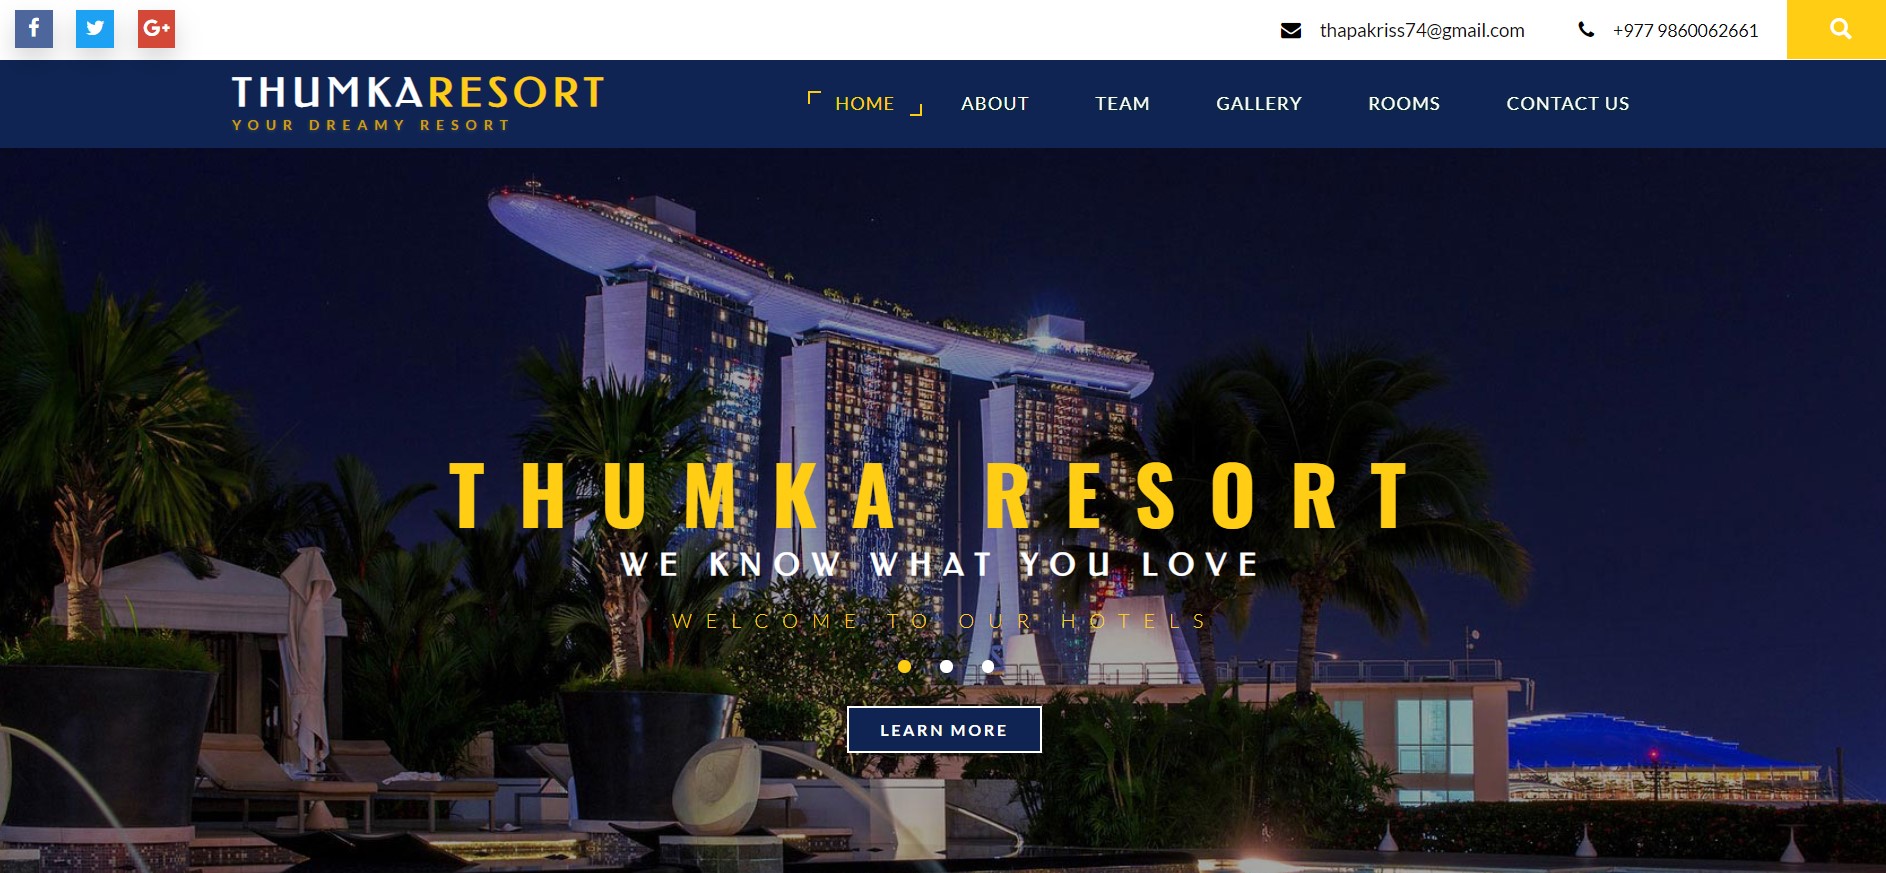 thapakriss74@gmail.com
+977 9860062661
THUMKARESORT
YOUR DREAMY RESORT
HOME
ABOUT
TEAM
GALLERY
ROOMS
CONTACT US
THUMKA RESORT
WE KNOW WHAT YOU LOVE
WELCOME TO OUR HOTELS
LEARN MORE